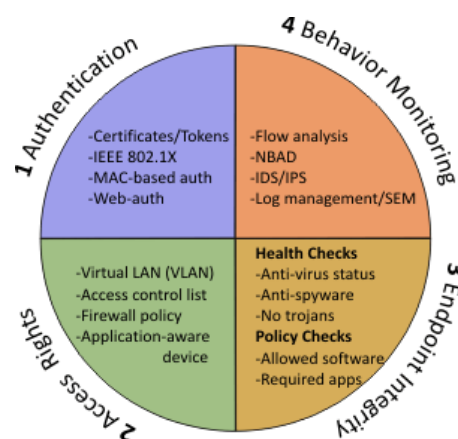 1 Authentication
-Certificates/Tokens
-IEEE 802.1X
-MAC-based auth
-Web-auth
4 Behavior Monitoring
-Flow analysis
-NBAD
-IDS/IPS
-Log management/SEM
2 Access Rights
-Virtual LAN (VLAN)
-Access control list
-Firewall policy
-Application-aware
device
3 Endpoint Integrity
Health Checks
-Anti-virus status
-Anti-spyware
-No trojans
Policy Checks
-Allowed software
-Required apps